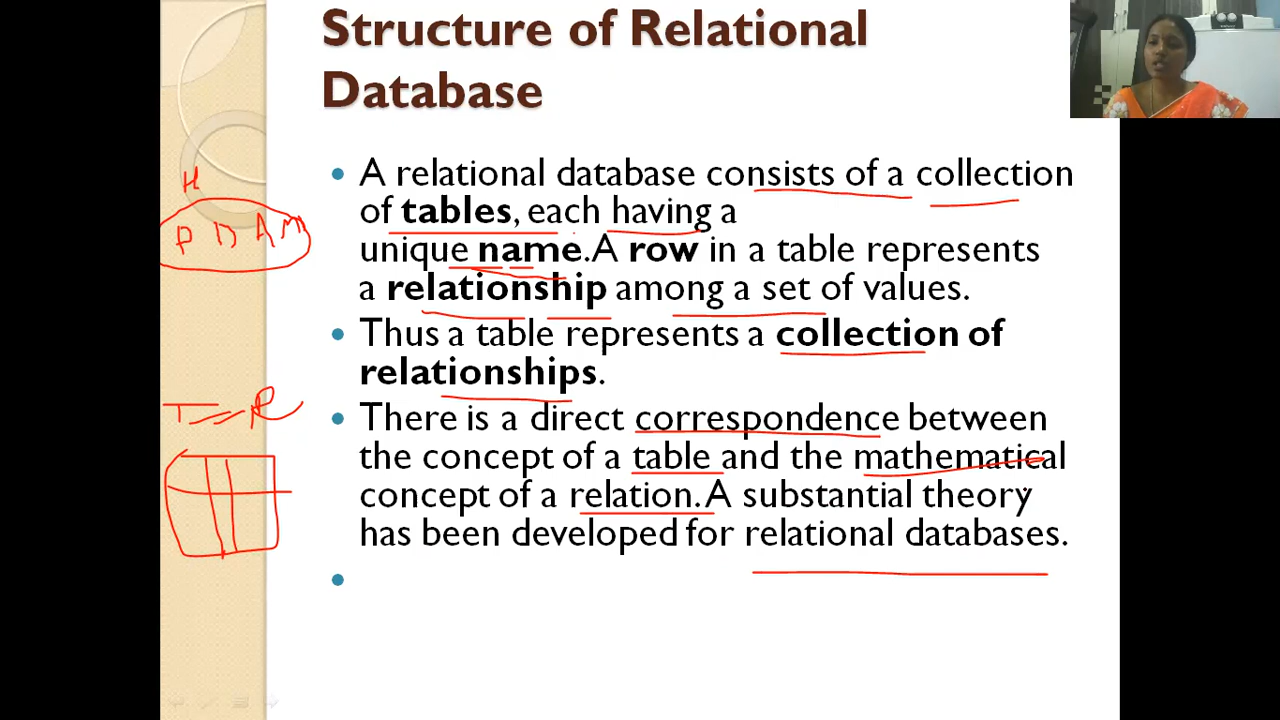 Structure of Relational
Database
A relational database consists of a collection
of tables, each having a
unique name.A row in a table represents
a relationship among a set of values.
Thus a table represents a collection of
relationships.
There is a direct correspondence between
the concept of a table and the mathematical
concept of a relation. A substantial theory
has been developed for relational databases.
H
P D A M
T = R